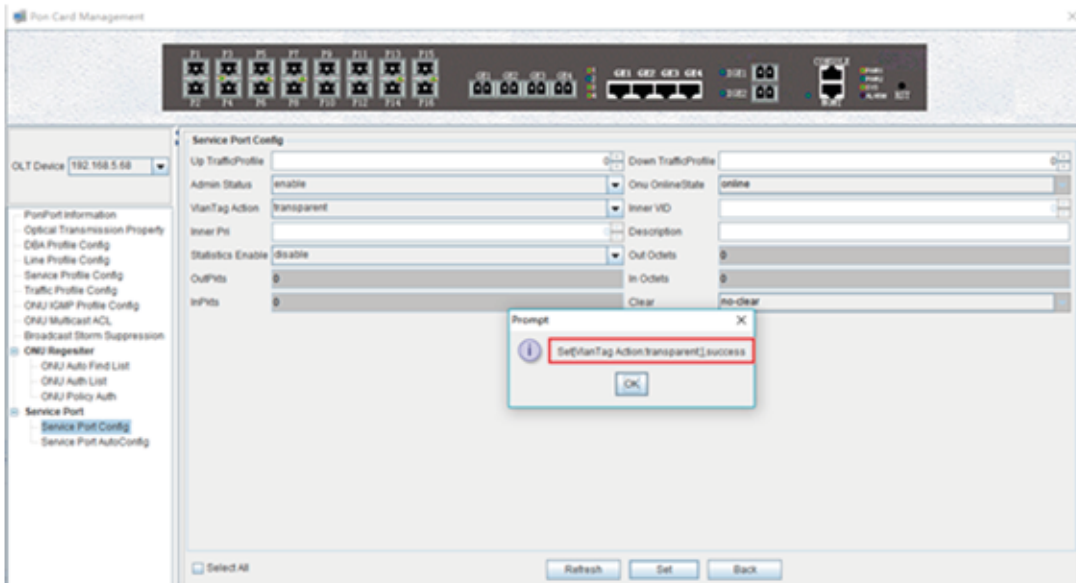 Pon Card Management
P1 P3 P5 P7 P9 P11 P13 P15
P2 P4 P6 P8 P10 P12 P14 P16
GE1 GE2 GE3 GE4
GE1 GE2 GE3 GE4
CONSOLE
OLT Device 192.168.5.68
PonPort Information
Optical Transmission Property
DBA Profile Config
Line Profile Config
Service Profile Config
Traffic Profile Config
ONU IGMP Profile Config
ONU Multicast ACL
Broadcast Storm Suppression
ONU Regesiter
ONU Auto Find List
ONU Auth List
ONU Policy Auth
Service Port
Service Port Config
Service Port AutoConfig
Service Port Config
Up TrafficProfile 0 Down TrafficProfile 0
Admin Status enable Onu OnlineState online
VlanTag Action transparent Inner VID
Inner Pri Description
Statistics Enable disable Out Octets 0
OutPkts 0 In Octets 0
InPkts 0 Clear no-clear
Prompt
Set[VlanTag Action:transparent],success
OK
Select All Refresh Set Back